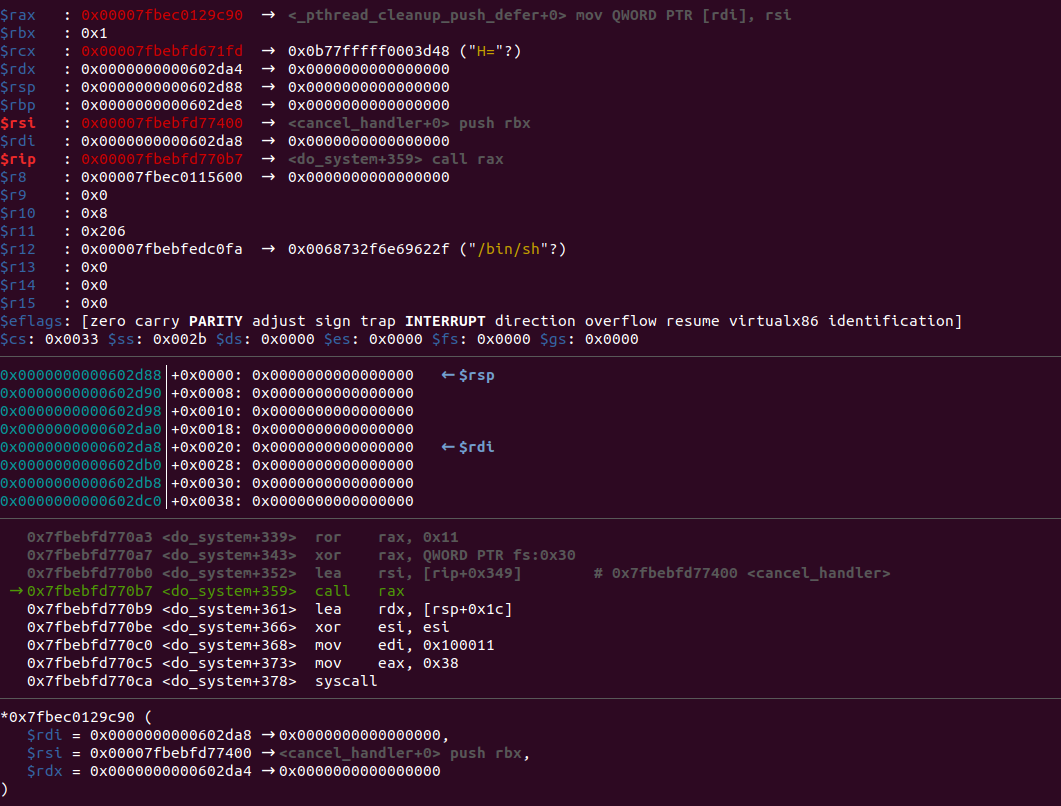 $rax   : 0x00007fbec0129c90  →  <_pthread_cleanup_push_defer+0> mov QWORD PTR [rdi], rsi
$rbx   : 0x1
$rcx   : 0x00007fbebfd671fd  →  0x0b77fffff0003d48 ("H="?)
$rdx   : 0x0000000000602da4  →  0x0000000000000000
$rsp   : 0x0000000000602d88  →  0x0000000000000000
$rbp   : 0x0000000000602de8  →  0x0000000000000000
$rsi   : 0x00007fbebfd77400  →  <cancel_handler+0> push rbx
$rdi   : 0x0000000000602da8  →  0x0000000000000000
$rip   : 0x00007fbebfd770b7  →  <do_system+359> call rax
$r8    : 0x00007fbec0115600  →  0x0000000000000000
$r9    : 0x0
$r10   : 0x8
$r11   : 0x206
$r12   : 0x00007fbebfedc0fa  →  0x0068732f6e69622f ("/bin/sh"?)
$r13   : 0x0
$r14   : 0x0
$r15   : 0x0
$eflags: [zero carry PARITY adjust sign trap INTERRUPT direction overflow resume virtualx86 identification]
$cs: 0x0033 $ss: 0x002b $ds: 0x0000 $es: 0x0000 $fs: 0x0000 $gs: 0x0000
0x0000000000602d88│+0x0000: 0x0000000000000000   ←$rsp
0x0000000000602d90│+0x0008: 0x0000000000000000
0x0000000000602d98│+0x0010: 0x0000000000000000
0x0000000000602da0│+0x0018: 0x0000000000000000
0x0000000000602da8│+0x0020: 0x0000000000000000   ←$rdi
0x0000000000602db0│+0x0028: 0x0000000000000000
0x0000000000602db8│+0x0030: 0x0000000000000000
0x0000000000602dc0│+0x0038: 0x0000000000000000
0x7fbebfd770a3 <do_system+339>  ror    rax, 0x11
0x7fbebfd770a7 <do_system+343>  xor    rax, QWORD PTR fs:0x30
0x7fbebfd770b0 <do_system+352>  lea    rsi, [rip+0x349]        # 0x7fbebfd77400 <cancel_handler>
→0x7fbebfd770b7 <do_system+359>  call   rax
0x7fbebfd770b9 <do_system+361>  lea    rdx, [rsp+0x1c]
0x7fbebfd770be <do_system+366>  xor    esi, esi
0x7fbebfd770c0 <do_system+368>  mov    edi, 0x100011
0x7fbebfd770c5 <do_system+373>  mov    eax, 0x38
0x7fbebfd770ca <do_system+378>  syscall
*0x7fbec0129c90 (
$rdi = 0x0000000000602da8 →0x0000000000000000,
$rsi = 0x00007fbebfd77400 →<cancel_handler+0> push rbx,
$rdx = 0x0000000000602da4 →0x0000000000000000
)